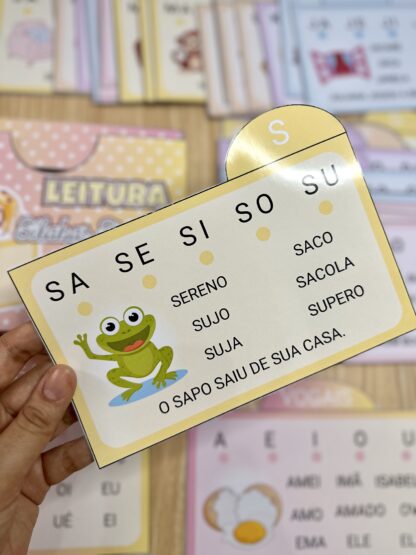 S
SA SE SI SO SU
SERENO SACO
SUJO SACOLA
SUJA SUPERO
O SAPO SAIU DE SUA CASA.
LEITURA
VOGAIS
A E I O U
AMEI IMÃ
AMO AMADO
EMA ELE
OI EU
UÉ EI